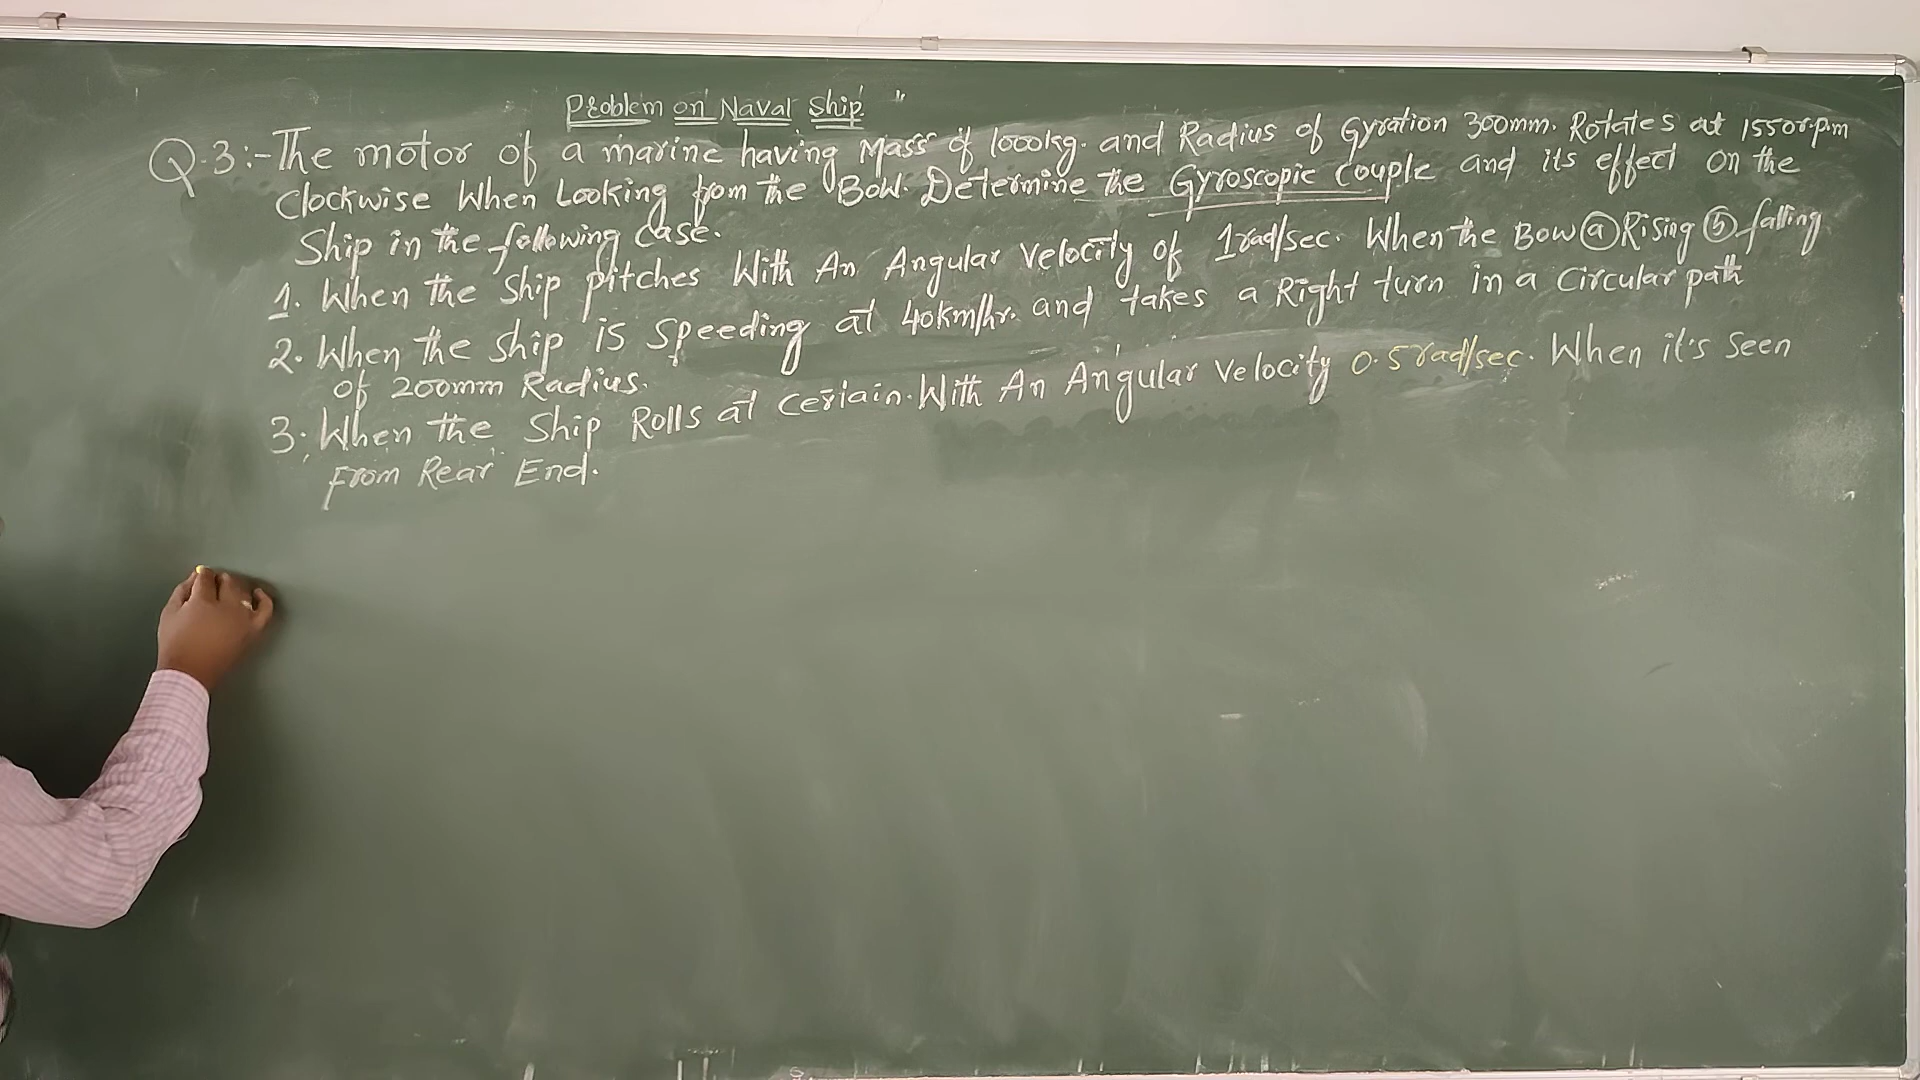 Problem on Naval Ship "
Q.3:- The motor of a marine having Mass of 1000kg. and Radius of Gyration 300mm. Rotates at 1550r.p.m
Clockwise When Looking from the Bow. Determine the Gyroscopic Couple and its effect on the
Ship in the following Case.
1. When the Ship pitches With An Angular Velocity of 1rad/sec. When the Bow ⓐ Rising ⓑ falling
2. When the ship is Speeding at 40km/hr. and takes a Right turn in a Circular path
of 200mm Radius.
3. When the Ship Rolls at Certain. With An Angular Velocity 0.5 rad/sec. When it's Seen
From Rear End.